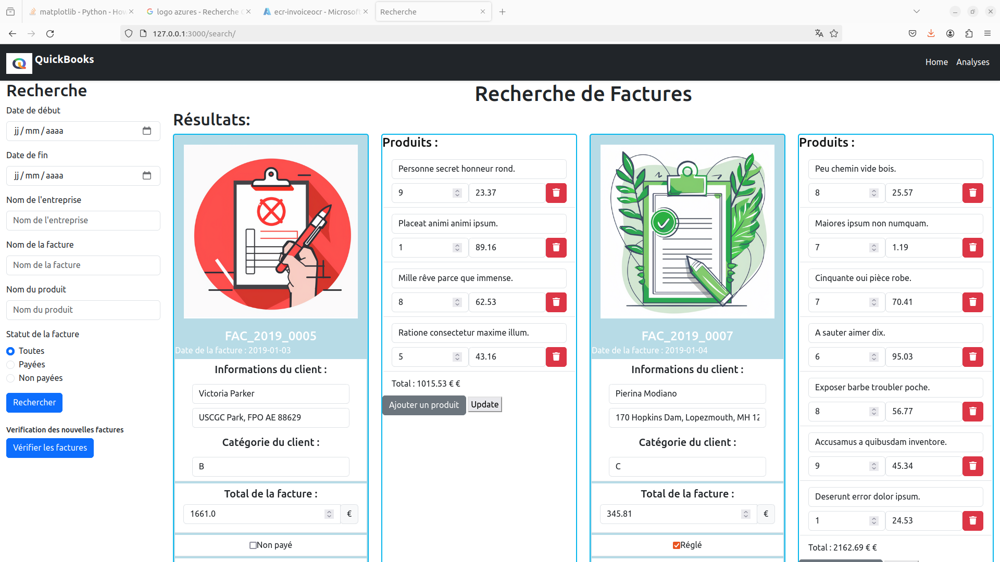 matplotlib - Python - How
logo azures - Recherche G
ecr-invoiceocr - Microsoft
Recherche
127.0.0.1:3000/search/
QuickBooks
Home
Analyses
Recherche
Date de début
jj / mm / aaaa
Date de fin
jj / mm / aaaa
Nom de l'entreprise
Nom de l'entreprise
Nom de la facture
Nom de la facture
Nom du produit
Nom du produit
Statut de la facture
Toutes
Payées
Non payées
Rechercher
Verification des nouvelles factures
Vérifier les factures
Recherche de Factures
Résultats:
FAC_2019_0005
Date de la facture : 2019-01-03
Informations du client :
Victoria Parker
USCGC Park, FPO AE 88629
Catégorie du client :
B
Total de la facture :
1661.0 €
Non payé
Produits :
Personne secret honneur rond.
9 23.37
Placeat animi animi ipsum.
1 89.16
Mille rêve parce que immense.
8 62.53
Ratione consectetur maxime illum.
5 43.16
Total : 1015.53 € €
Ajouter un produit Update
FAC_2019_0007
Date de la facture : 2019-01-04
Informations du client :
Pierina Modiano
170 Hopkins Dam, Lopezmouth, MH 12
Catégorie du client :
C
Total de la facture :
345.81 €
Réglé
Produits :
Peu chemin vide bois.
8 25.57
Maiores ipsum non numquam.
7 1.19
Cinquante oui pièce robe.
7 70.41
A sauter aimer dix.
6 95.03
Exposer barbe troubler poche.
8 56.77
Accusamus a quibusdam inventore.
9 45.34
Deserunt error dolor ipsum.
1 24.53
Total : 2162.69 € €